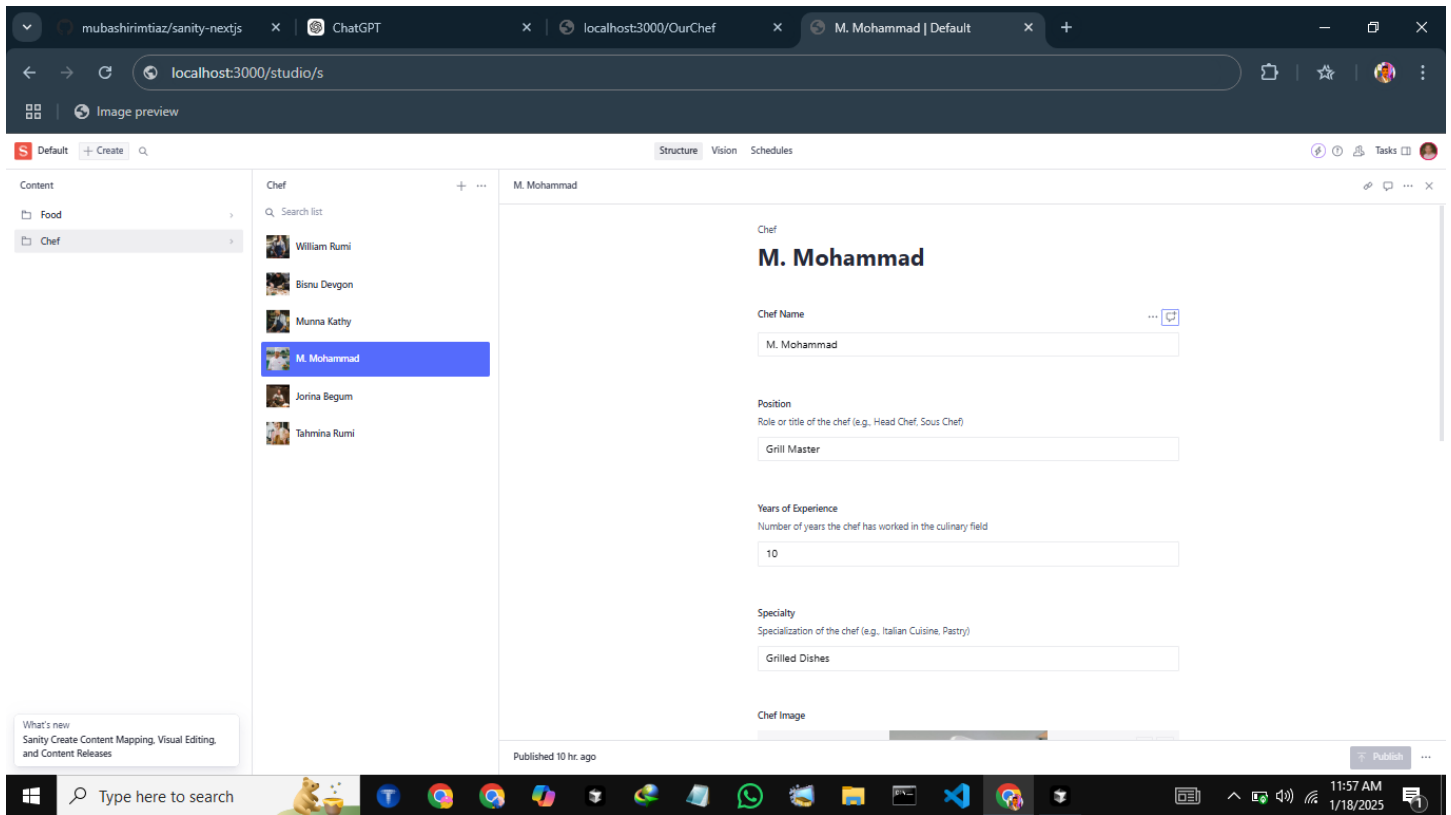 mubashirimtiaz/sanity-nextjs
ChatGPT
localhost:3000/OurChef
M. Mohammad | Default
localhost:3000/studio/s
Image preview
S Default + Create
Structure Vision Schedules
Tasks
Content
Food
Chef
Chef
Search list
William Rumi
Bisnu Devgon
Munna Kathy
M. Mohammad
Jorina Begum
Tahmina Rumi
M. Mohammad
Chef
M. Mohammad
Chef Name
M. Mohammad
Position
Role or title of the chef (e.g., Head Chef, Sous Chef)
Grill Master
Years of Experience
Number of years the chef has worked in the culinary field
10
Specialty
Specialization of the chef (e.g., Italian Cuisine, Pastry)
Grilled Dishes
Chef Image
What's new
Sanity Create Content Mapping, Visual Editing,
and Content Releases
Published 10 hr. ago
Publish
Type here to search
11:57 AM
1/18/2025
1